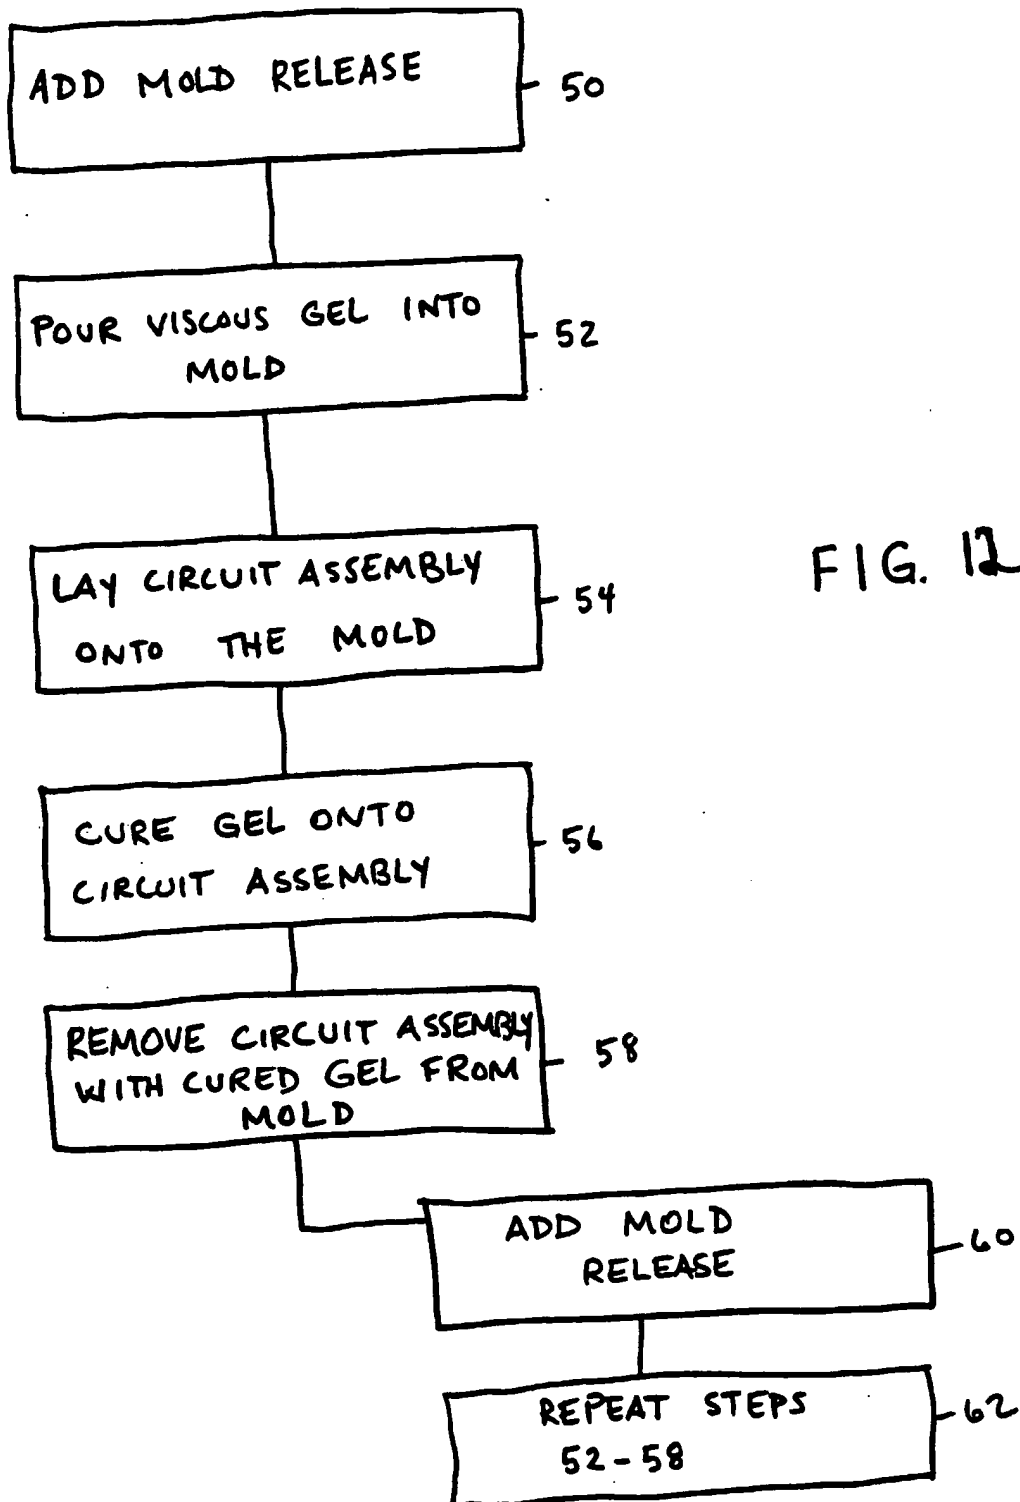 ADD MOLD RELEASE
50
POUR VISCOUS GEL INTO
MOLD
52
LAY CIRCUIT ASSEMBLY
ONTO THE MOLD
54
FIG. 12
CURE GEL ONTO
CIRCUIT ASSEMBLY
56
REMOVE CIRCUIT ASSEMBLY
WITH CURED GEL FROM
MOLD
58
ADD MOLD
RELEASE
60
REPEAT STEPS
52-58
62